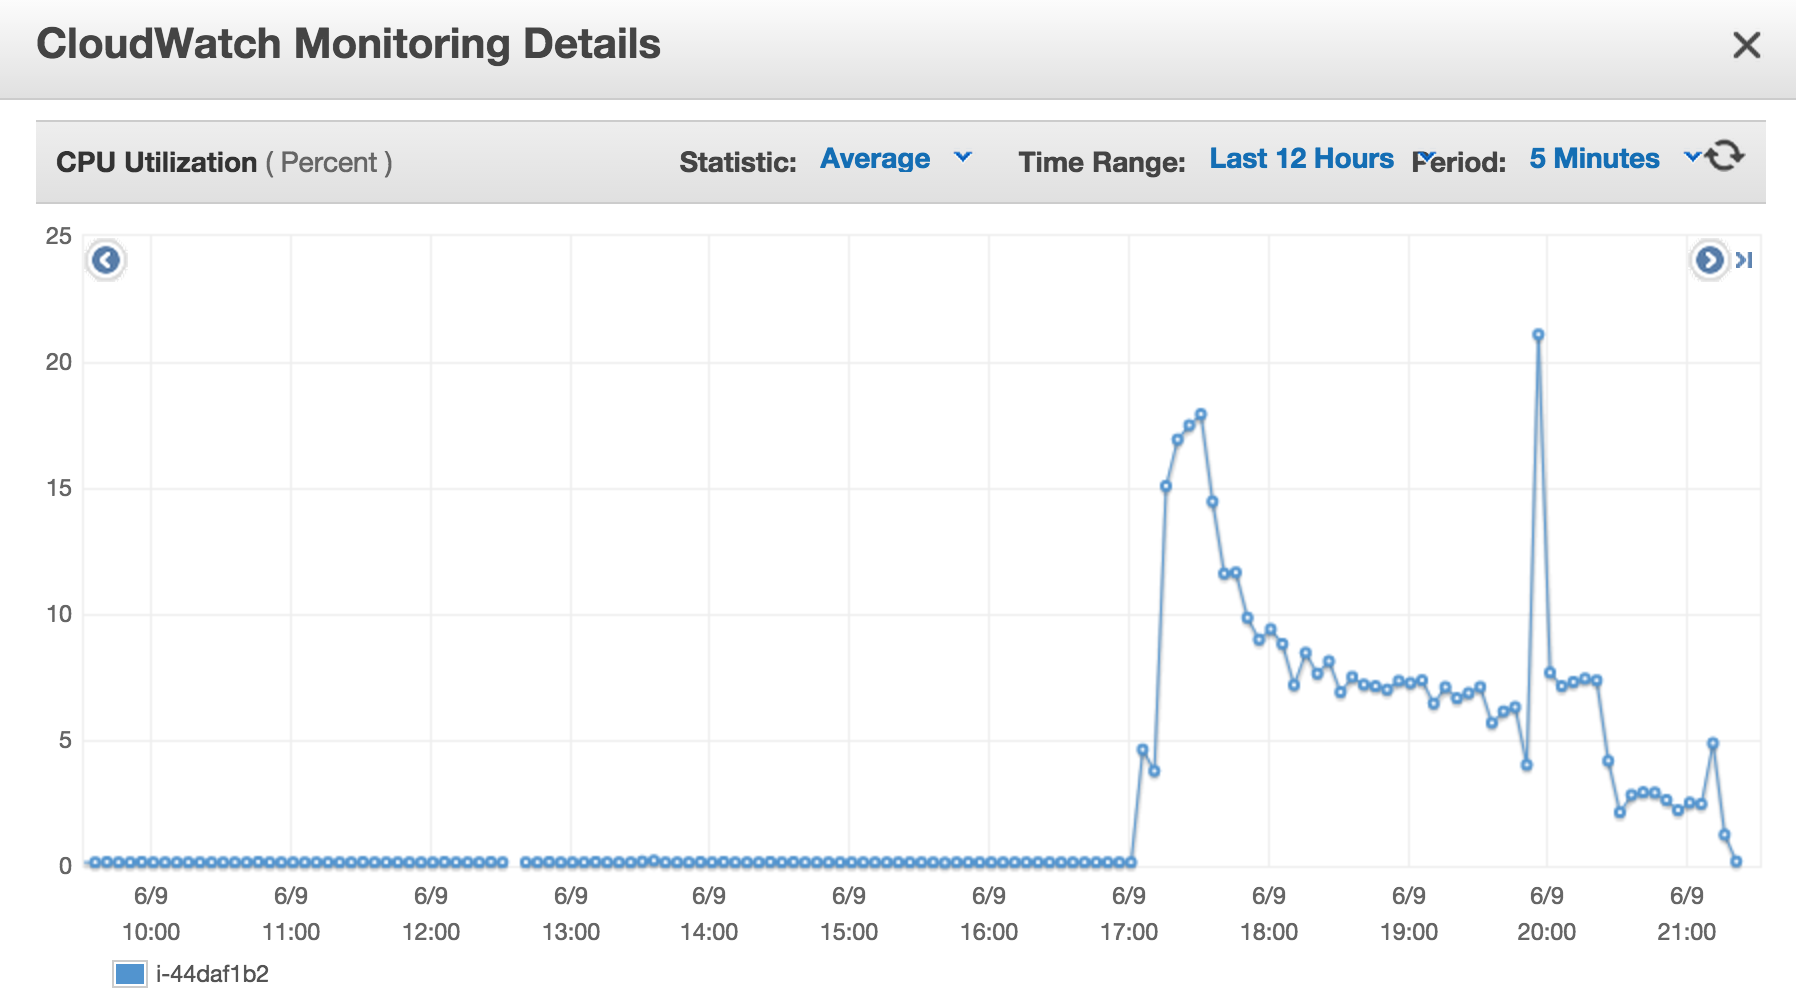 CloudWatch Monitoring Details
CPU Utilization ( Percent )
Statistic: Average
Time Range: Last 12 Hours
Period: 5 Minutes
25
20
15
10
5
0
6/9 6/9 6/9 6/9 6/9 6/9 6/9 6/9 6/9 6/9 6/9 6/9
10:00 11:00 12:00 13:00 14:00 15:00 16:00 17:00 18:00 19:00 20:00 21:00
i-44daf1b2